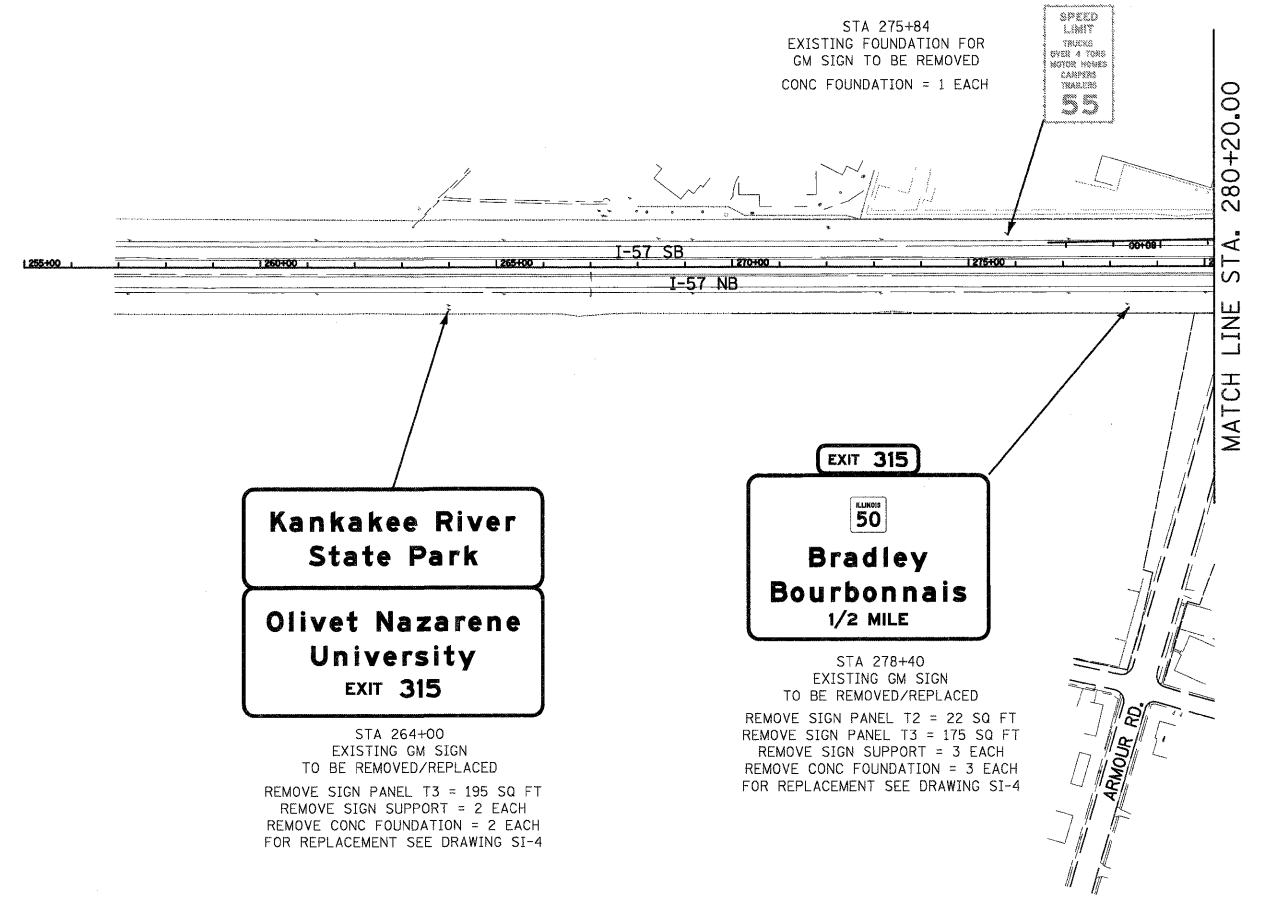 STA 275+84
EXISTING FOUNDATION FOR
GM SIGN TO BE REMOVED
CONC FOUNDATION = 1 EACH
SPEED
LIMIT
TRUCKS
OVER 4 TONS
MOTOR HOMES
CAMPERS
TRAILERS
55
MATCH LINE STA. 280+20.00
I-57 SB
255+00
260+00
265+00
270+00
275+00
I-57 NB
Kankakee River
State Park
Olivet Nazarene
University
EXIT 315
STA 264+00
EXISTING GM SIGN
TO BE REMOVED/REPLACED
REMOVE SIGN PANEL T3 = 195 SQ FT
REMOVE SIGN SUPPORT = 2 EACH
REMOVE CONC FOUNDATION = 2 EACH
FOR REPLACEMENT SEE DRAWING SI-4
EXIT 315
ILLINOIS
50
Bradley
Bourbonnais
1/2 MILE
STA 278+40
EXISTING GM SIGN
TO BE REMOVED/REPLACED
REMOVE SIGN PANEL T2 = 22 SQ FT
REMOVE SIGN PANEL T3 = 175 SQ FT
REMOVE SIGN SUPPORT = 3 EACH
REMOVE CONC FOUNDATION = 3 EACH
FOR REPLACEMENT SEE DRAWING SI-4
ARMOUR RD.